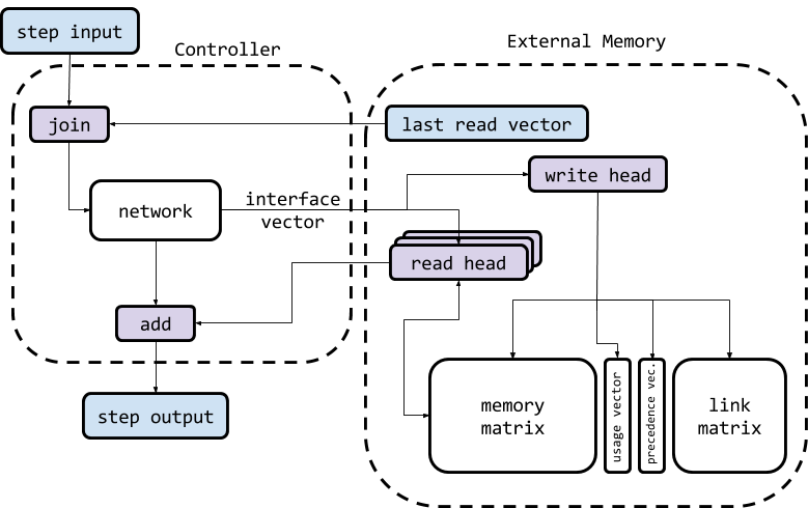 step input
Controller
External Memory
join
last read vector
write head
network
interface
vector
read head
add
step output
memory
matrix
usage vector
precedence vec.
link
matrix